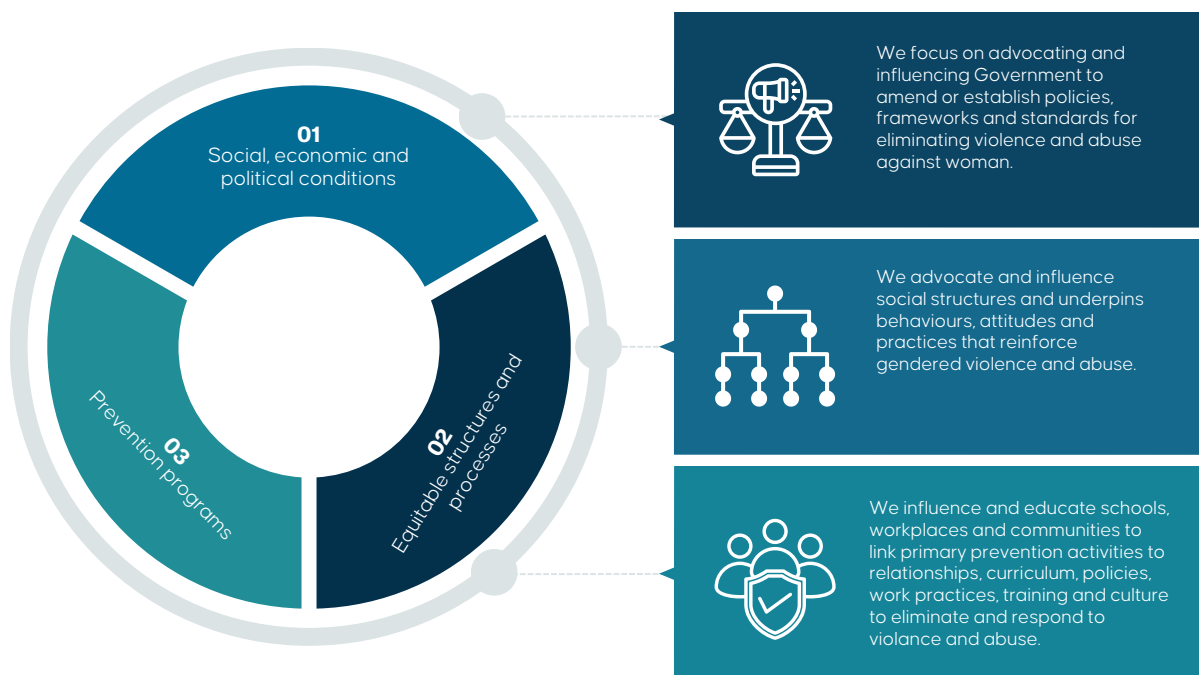 01
Social, economic and
political conditions
02
Equitable structures and
processes
03
Prevention programs
We focus on advocating and
influencing Government to
amend or establish policies,
frameworks and standards for
eliminating violence and abuse
against woman.
We advocate and influence
social structures and underpins
behaviours, attitudes and
practices that reinforce
gendered violence and abuse.
We influence and educate schools,
workplaces and communities to
link primary prevention activities to
relationships, curriculum, policies,
work practices, training and culture
to eliminate and respond to
violance and abuse.